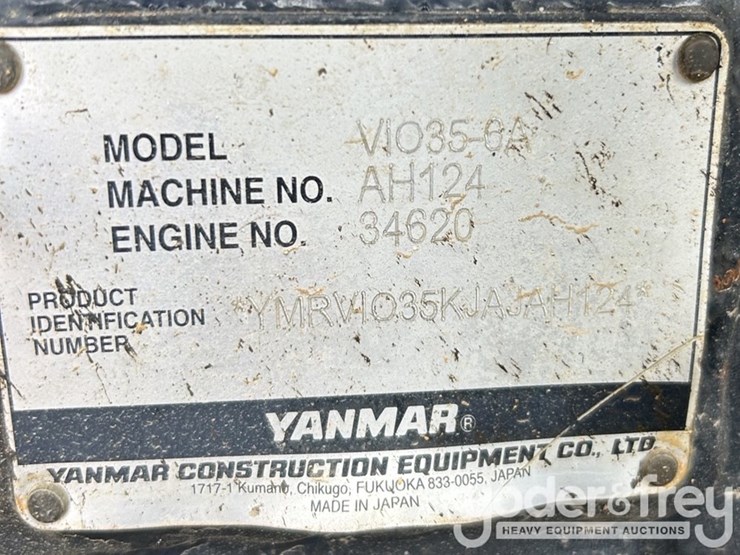 MODEL VIO35-6A
MACHINE NO. AH124
ENGINE NO. 34620
PRODUCT
IDENTIFICATION *YMRVIO35KJAJAH124*
NUMBER
YANMAR®
YANMAR CONSTRUCTION EQUIPMENT CO., LTD.
1717-1 Kumano, Chikugo, FUKUOKA 833-0055, JAPAN
MADE IN JAPAN
yoder&frey
HEAVY EQUIPMENT AUCTIONS